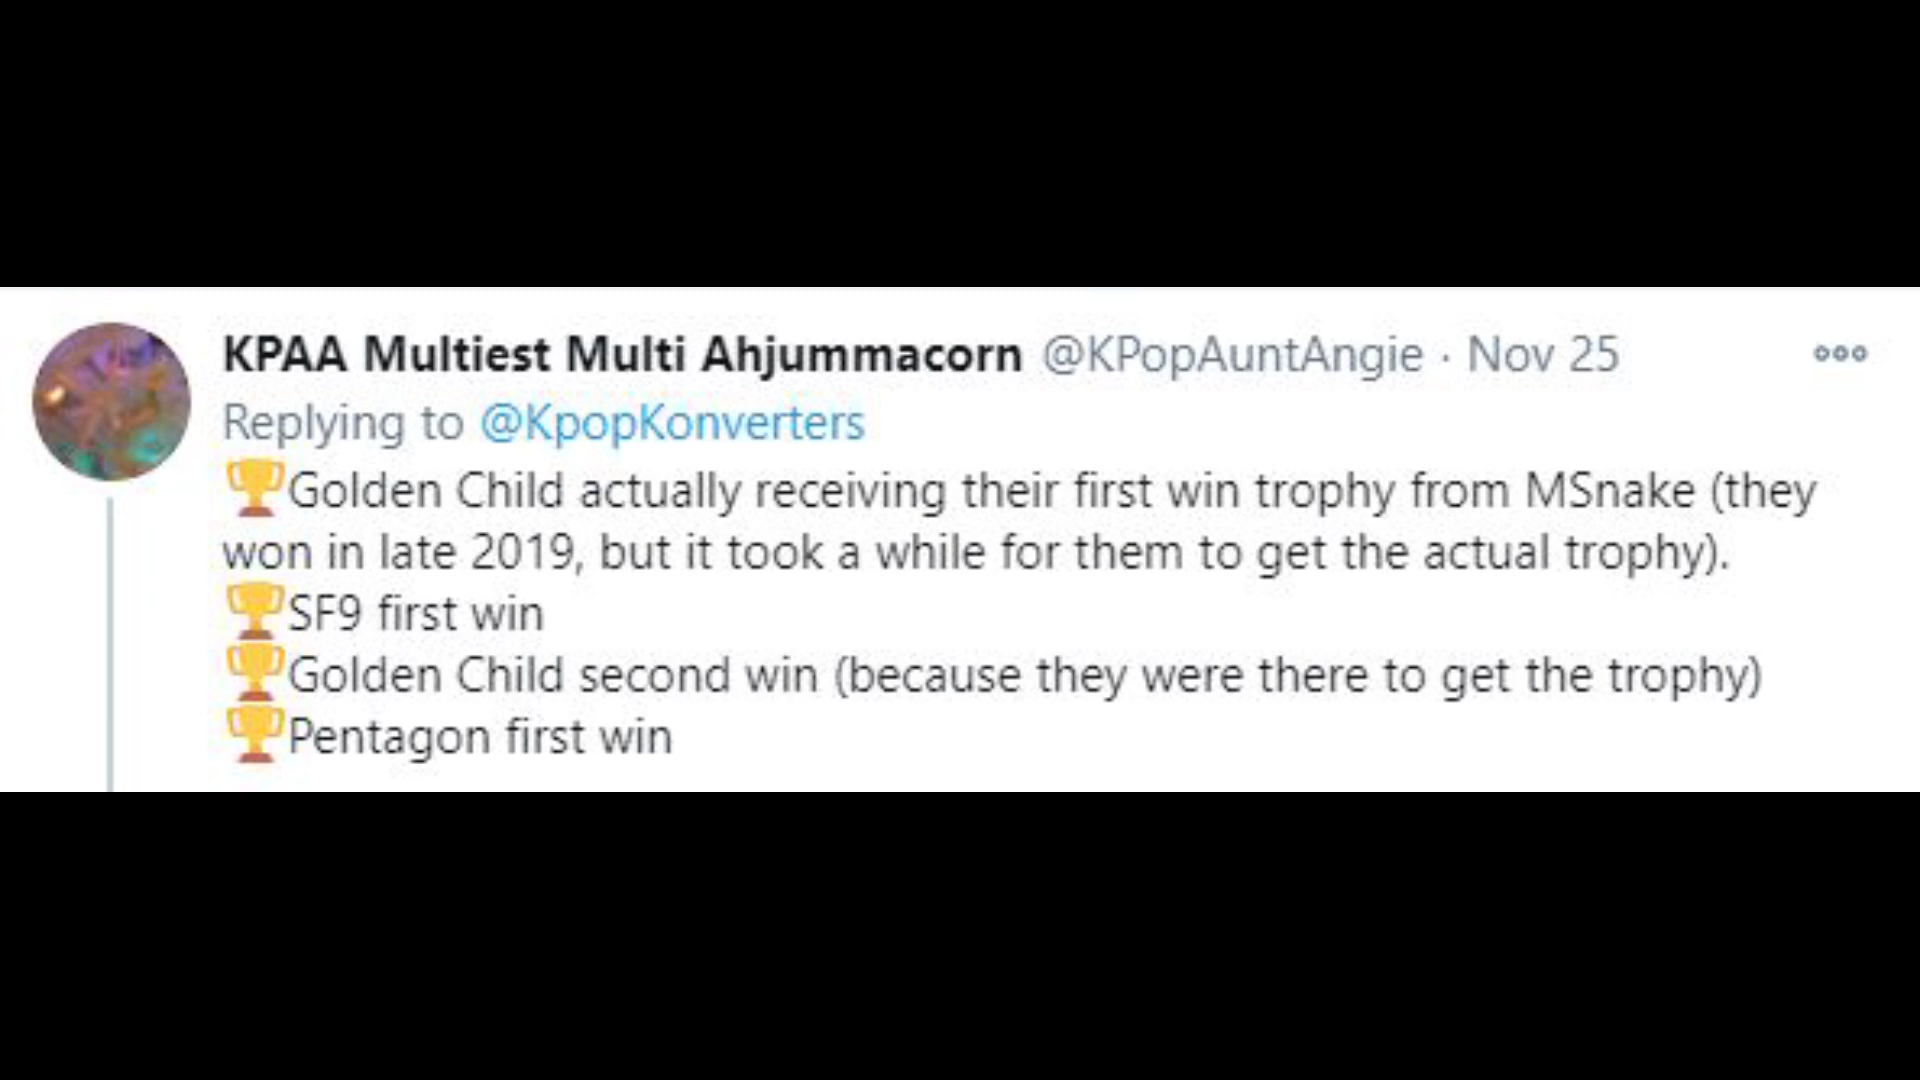 KPAA Multiest Multi Ahjummacorn @KPopAuntAngie · Nov 25
Replying to @KpopKonverters
🏆Golden Child actually receiving their first win trophy from MSnake (they
won in late 2019, but it took a while for them to get the actual trophy).
🏆SF9 first win
🏆Golden Child second win (because they were there to get the trophy)
🏆Pentagon first win